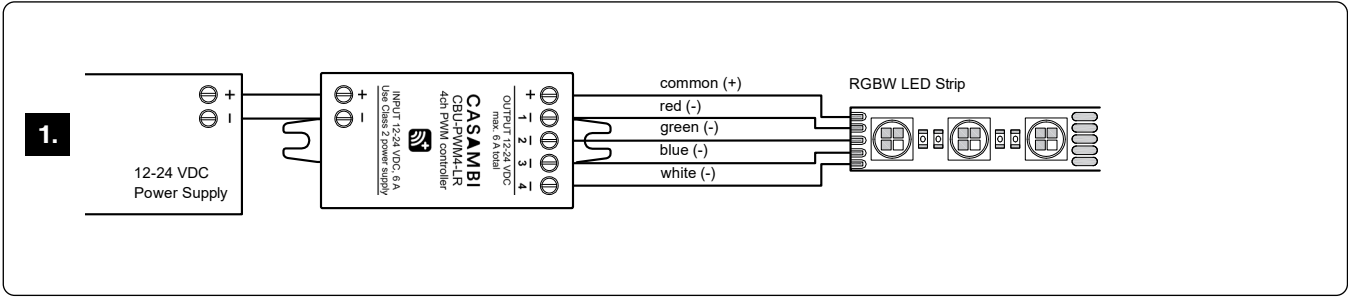 1.
12-24 VDC
Power Supply
+
−
+
−
INPUT 12-24 VDC, 6 A
Use Class 2 power supply
CASAMBI
CBU-PWM4-LR
4ch PWM controller
OUTPUT 12-24 VDC
max. 6 A total
+
1 −
2 −
3 −
4 −
common (+)
red (-)
green (-)
blue (-)
white (-)
RGBW LED Strip